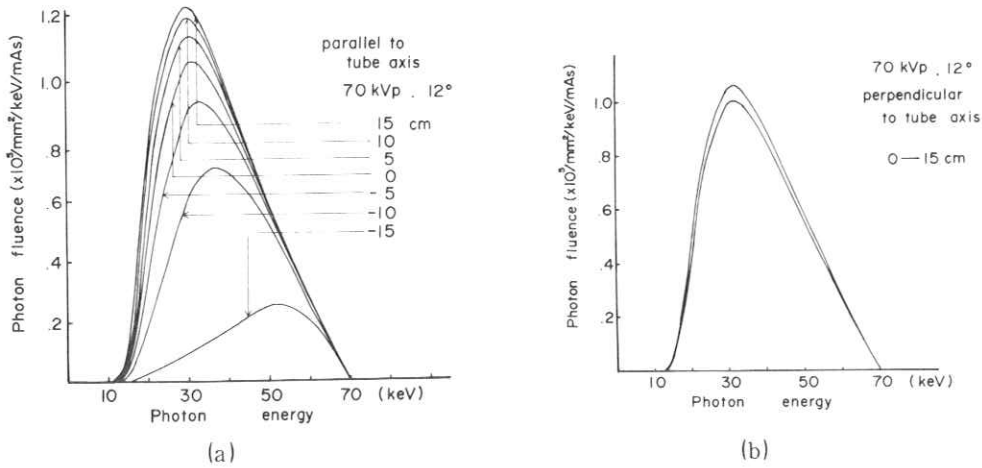 1.2
1.0
.8
.6
.4
.2
Photon fluence (x10⁵/mm²/keV/mAs)
parallel to
tube axis
70 kVp . 12°
15 cm
10
5
0
-5
-10
-15
10 30 50 70 (keV)
Photon energy
(a)
1.0
.8
.6
.4
.2
Photon fluence (x10⁵/mm²/keV/mAs)
70 kVp . 12°
perpendicular
to tube axis
0—15 cm
10 30 50 70 (keV)
Photon energy
(b)